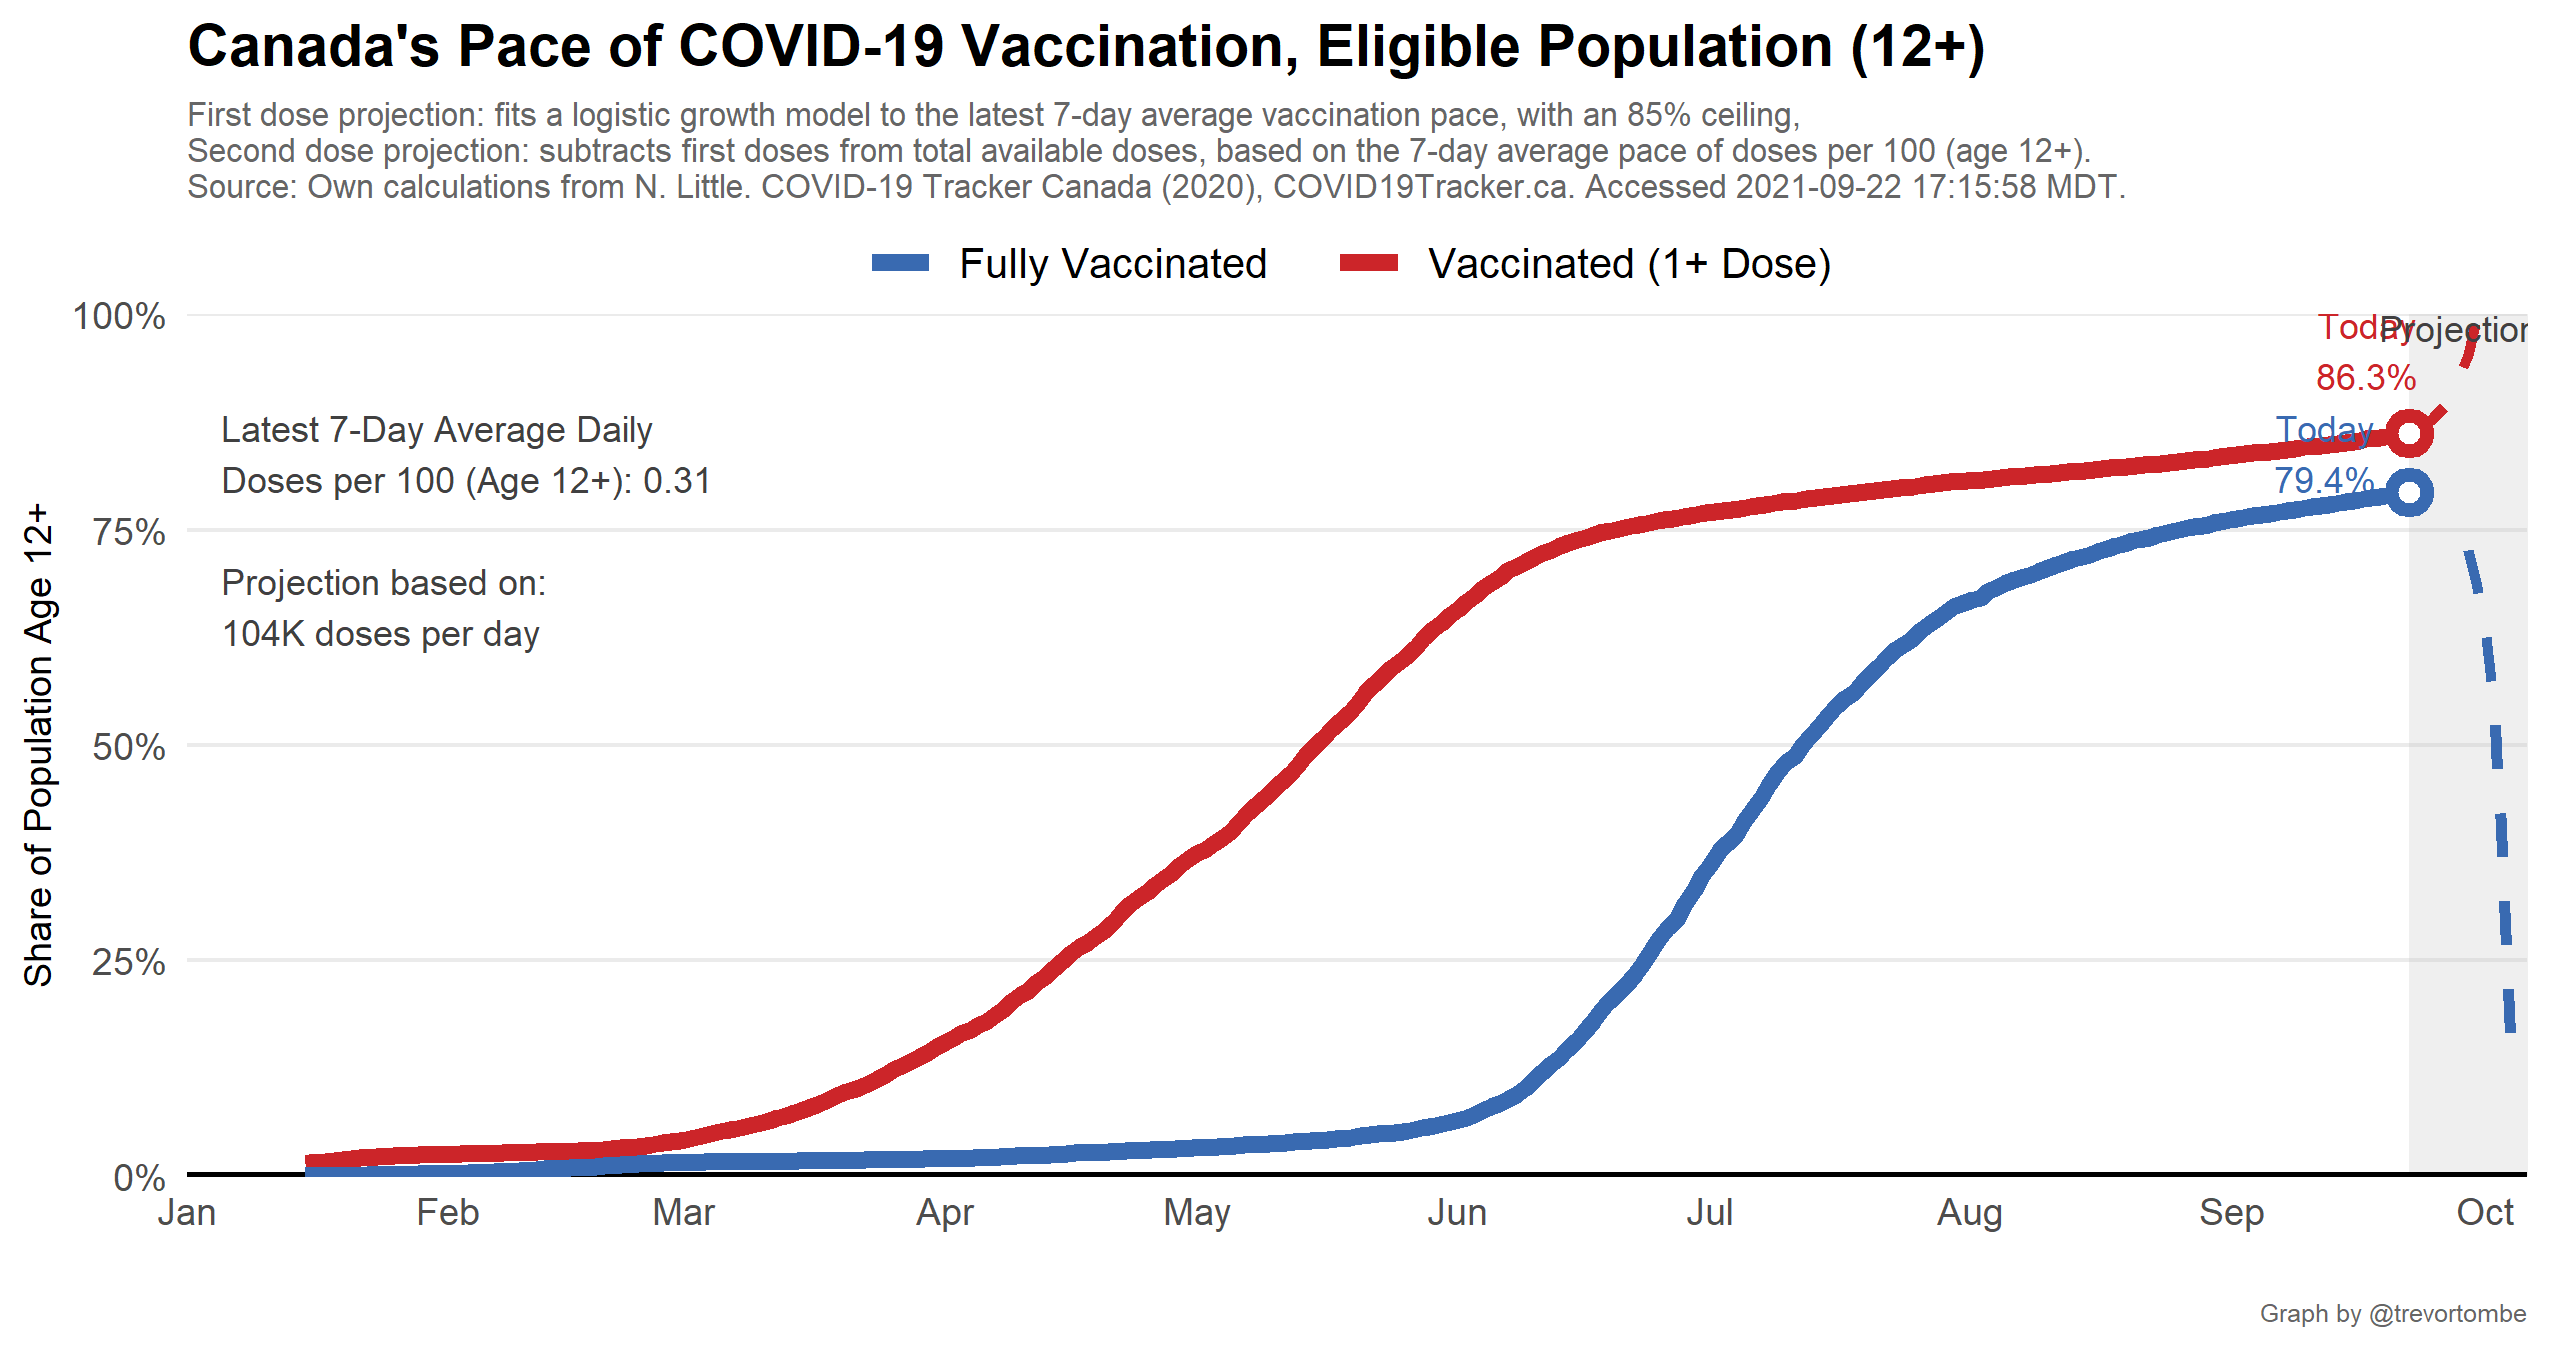 Canada's Pace of COVID-19 Vaccination, Eligible Population (12+)
First dose projection: fits a logistic growth model to the latest 7-day average vaccination pace, with an 85% ceiling,
Second dose projection: subtracts first doses from total available doses, based on the 7-day average pace of doses per 100 (age 12+).
Source: Own calculations from N. Little. COVID-19 Tracker Canada (2020), COVID19Tracker.ca. Accessed 2021-09-22 17:15:58 MDT.
Fully Vaccinated
Vaccinated (1+ Dose)
Share of Population Age 12+
100%
75%
50%
25%
0%
Latest 7-Day Average Daily
Doses per 100 (Age 12+): 0.31
Projection based on:
104K doses per day
Today
86.3%
Projection
Today
79.4%
Jan
Feb
Mar
Apr
May
Jun
Jul
Aug
Sep
Oct
Graph by @trevortombe